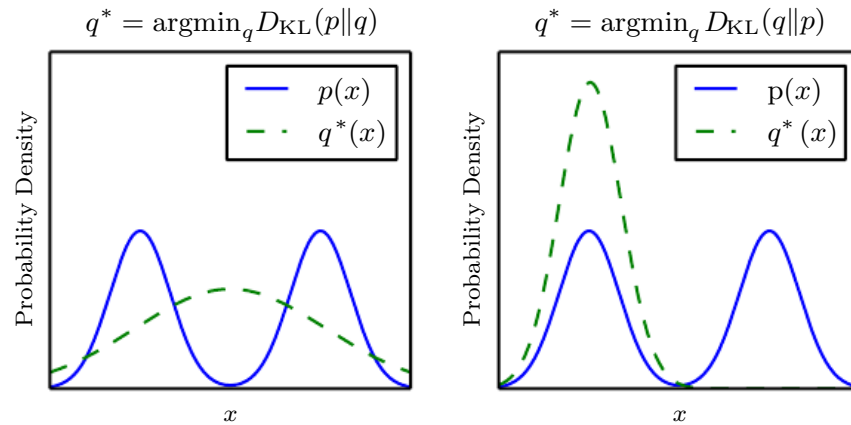 q* = argmin_q D_KL(p‖q)
p(x)
q*(x)
Probability Density
x
q* = argmin_q D_KL(q‖p)
p(x)
q*(x)
Probability Density
x